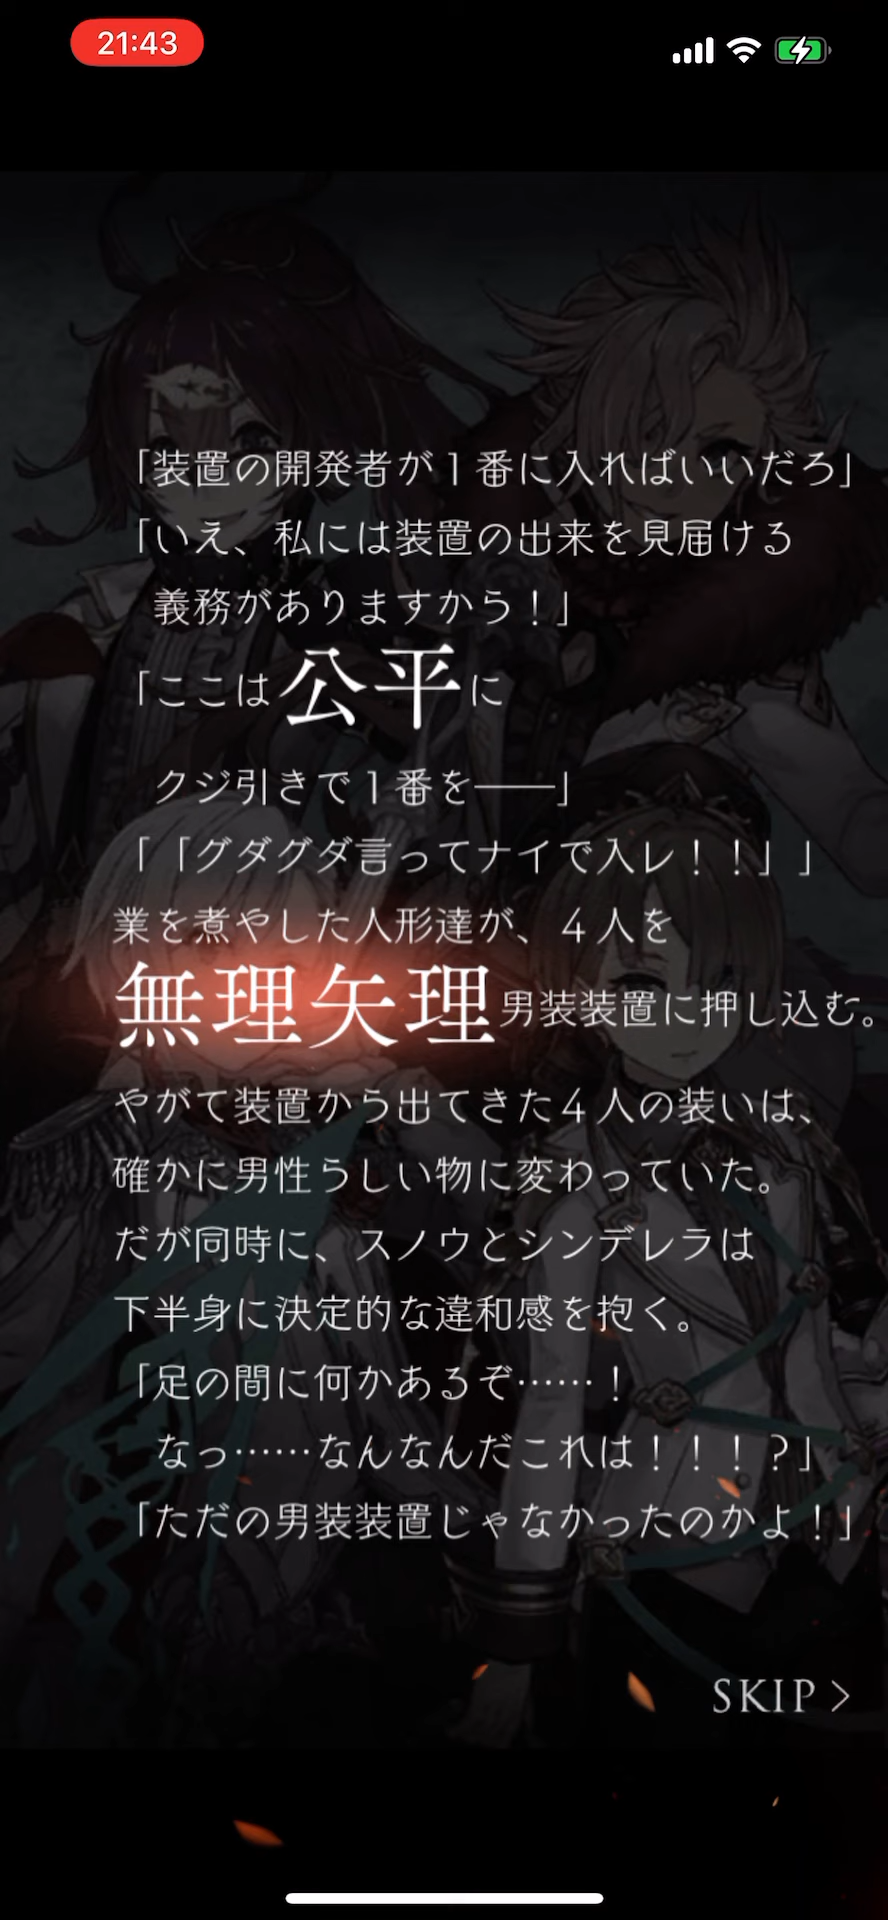 21:43
「装置の開発者が1番に入ればいいだろ」
「いえ、私には装置の出来を見届ける
義務がありますから！」
「ここは公平に
クジ引きで1番を――」
「「グダグダ言ってナイで入レ！！」」
業を煮やした人形達が、4人を
無理矢理男装装置に押し込む。
やがて装置から出てきた4人の装いは、
確かに男性らしい物に変わっていた。
だが同時に、スノウとシンデレラは
下半身に決定的な違和感を抱く。
「足の間に何かあるぞ……！
なっ……なんなんだこれは！！！？」
「ただの男装装置じゃなかったのかよ！」
SKIP >